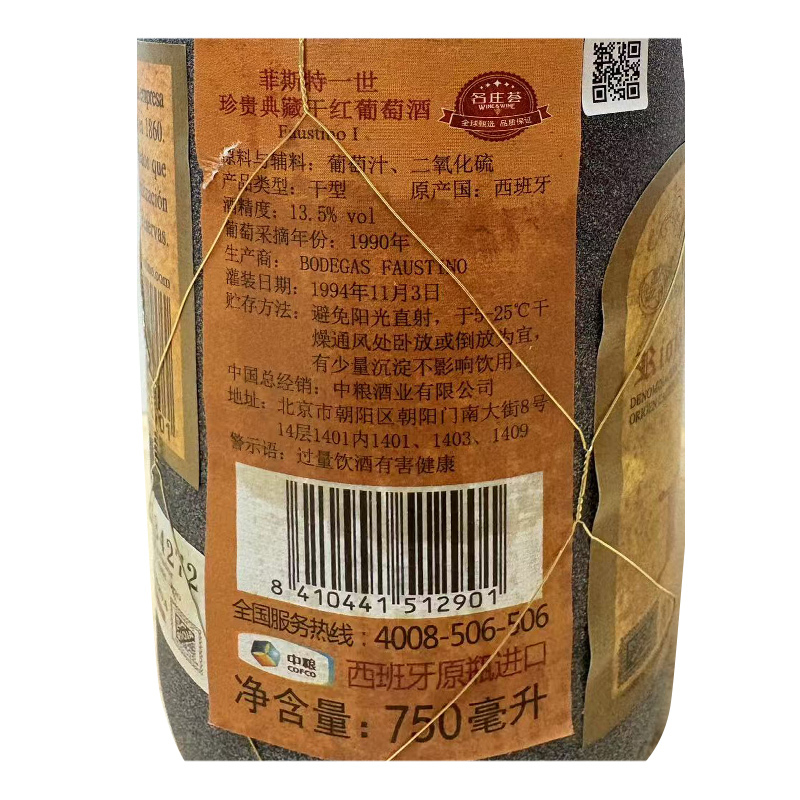 菲斯特一世
珍贵典藏干红葡萄酒
Faustino I
名庄荟
WINE&WINE
全球甄选 品质保证
原料与辅料：葡萄汁、二氧化硫
产品类型：干型 原产国：西班牙
酒精度：13.5% vol
葡萄采摘年份：1990年
生产商： BODEGAS FAUSTINO
灌装日期：1994年11月3日
贮存方法：避免阳光直射，于5-25℃干
燥通风处卧放或倒放为宜，
有少量沉淀不影响饮用。
中国总经销：中粮酒业有限公司
地址：北京市朝阳区朝阳门南大街8号
14层1401内1401、1403、1409
警示语：过量饮酒有害健康
8 410441 512901
全国服务热线：4008-506-506
中粮
COFCO
西班牙原瓶进口
净含量：750毫升
1860.
que